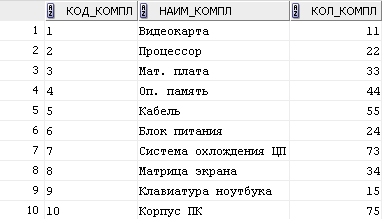 КОД_КОМПЛ НАИМ_КОМПЛ КОЛ_КОМПЛ
1 1 Видеокарта 11
2 2 Процессор 22
3 3 Мат. плата 33
4 4 Оп. память 44
5 5 Кабель 55
6 6 Блок питания 24
7 7 Система охлождения ЦП 73
8 8 Матрица экрана 34
9 9 Клавиатура ноутбука 15
10 10 Корпус ПК 75